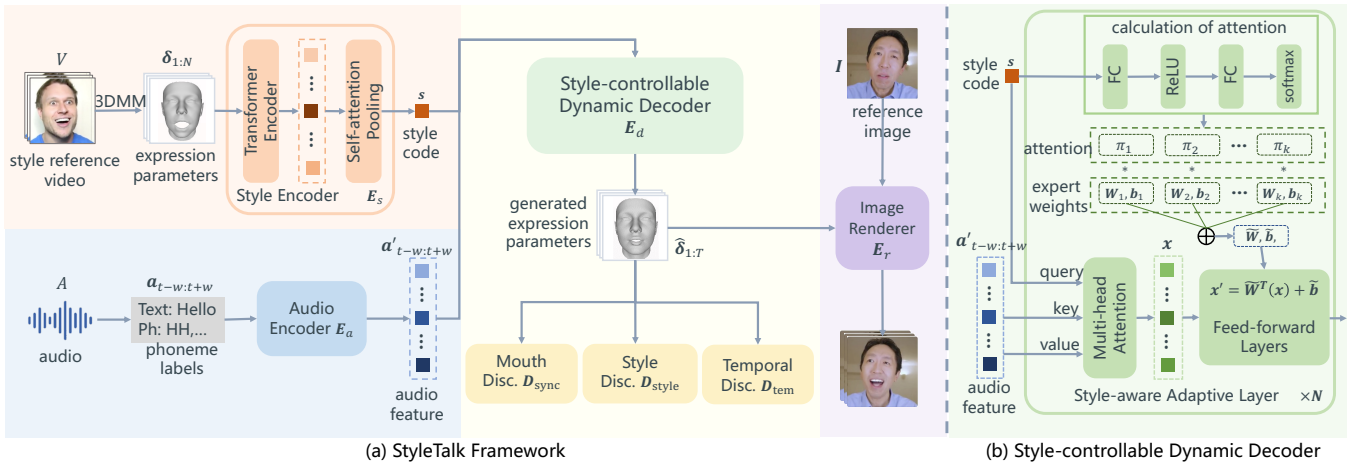 V
3DMM
style reference
video
δ1:N
expression
parameters
Transformer
Encoder
Self-attention
Pooling
Style Encoder
Es
s
style
code
A
audio
at−w:t+w
Text: Hello
Ph: HH,...
phoneme
labels
Audio
Encoder Ea
a′t−w:t+w
audio
feature
Style-controllable
Dynamic Decoder
Ed
generated
expression
parameters
δ̂1:T
Mouth
Disc. Dsync
Style
Disc. Dstyle
Temporal
Disc. Dtem
I
reference
image
Image
Renderer
Er
(a) StyleTalk Framework
calculation of attention
style
code
s
FC
ReLU
FC
softmax
attention
π1
π2
•••
πk
* * *
expert
weights
W1, b1
W2, b2
•••
Wk, bk
W̃, b̃,
a′t−w:t+w
audio
feature
query
key
value
Multi-head
Attention
x
x′ = W̃T(x) + b̃
Feed-forward
Layers
Style-aware Adaptive Layer ×N
(b) Style-controllable Dynamic Decoder